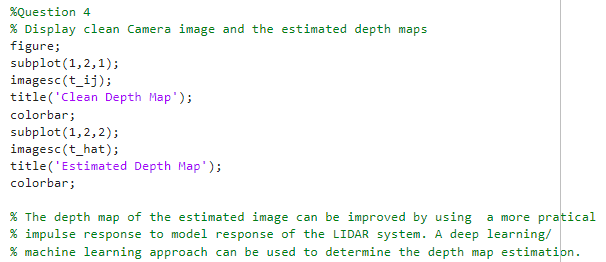 %Question 4
% Display clean Camera image and the estimated depth maps
figure;
subplot(1,2,1);
imagesc(t_ij);
title('Clean Depth Map');
colorbar;
subplot(1,2,2);
imagesc(t_hat);
title('Estimated Depth Map');
colorbar;
% The depth map of the estimated image can be improved by using  a more pratical
% impulse response to model response of the LIDAR system. A deep learning/
% machine learning approach can be used to determine the depth map estimation.